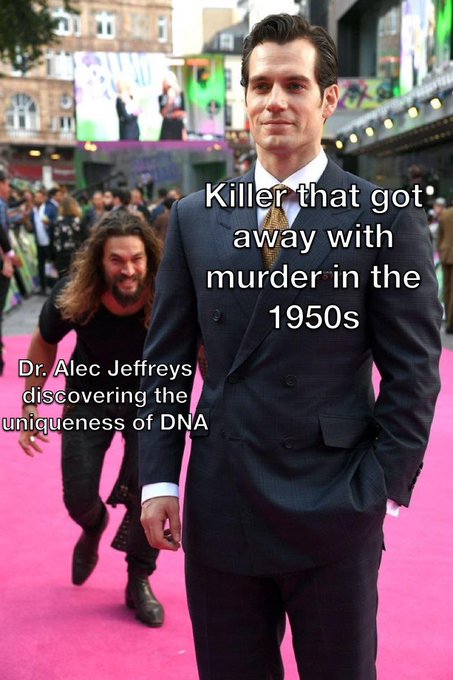 Killer that got
away with
murder in the
1950s
Dr. Alec Jeffreys
discovering the
uniqueness of DNA